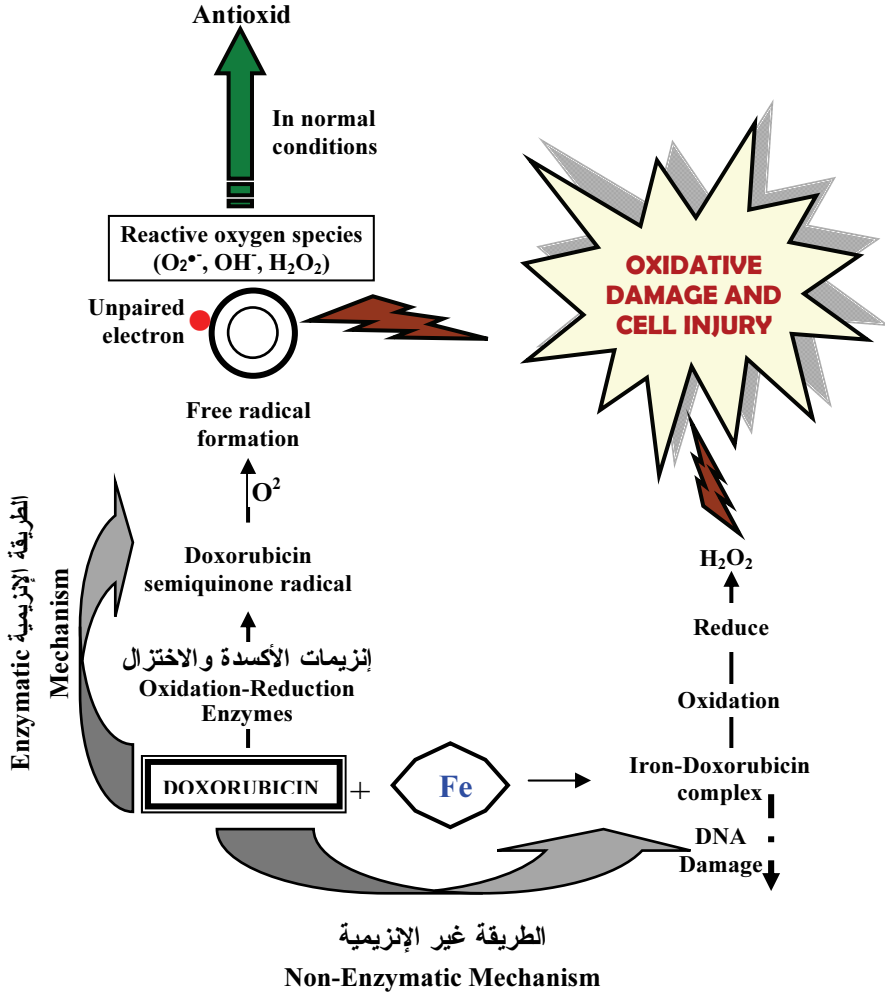 Antioxid
In normal
conditions
Reactive oxygen species
(O₂•⁻, OH⁻, H₂O₂)
Unpaired
electron
OXIDATIVE
DAMAGE AND
CELL INJURY
Free radical
formation
O²
Doxorubicin
semiquinone radical
إنزيمات الأكسدة والاختزال
Oxidation-Reduction
Enzymes
الطريقة الإنزيمية Enzymatic
Mechanism
H₂O₂
Reduce
Oxidation
Iron-Doxorubicin
complex
DOXORUBICIN + Fe
DNA
Damage
الطريقة غير الإنزيمية
Non-Enzymatic Mechanism